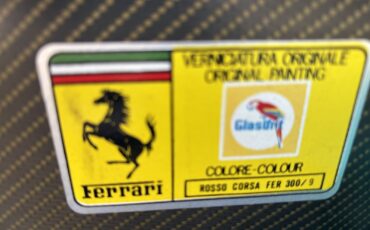 VERNICIATURA ORIGINALE
ORIGINAL PAINTING
Glasurit
COLORE-COLOUR
Ferrari
ROSSO CORSA FER 300/9